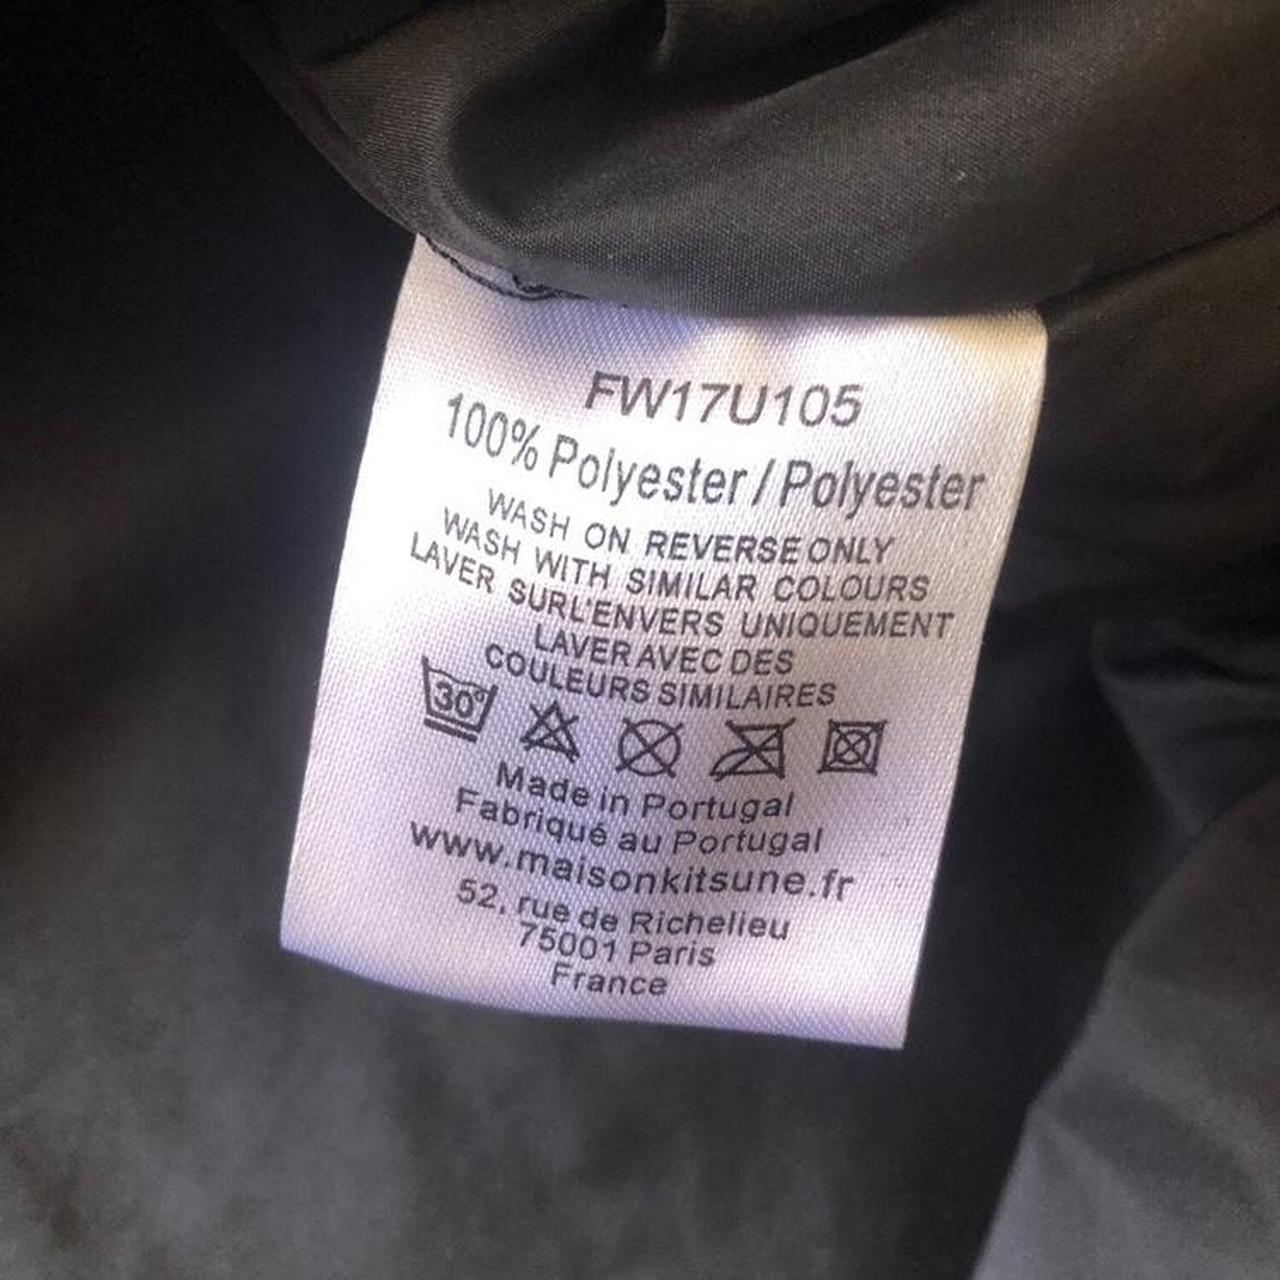 FW17U105
100% Polyester / Polyester
WASH ON REVERSE ONLY
WASH WITH SIMILAR COLOURS
LAVER SURL'ENVERS UNIQUEMENT
LAVER AVEC DES
COULEURS SIMILAIRES
30°
Made in Portugal
Fabriqué au Portugal
www.maisonkitsune.fr
52, rue de Richelieu
75001 Paris
France